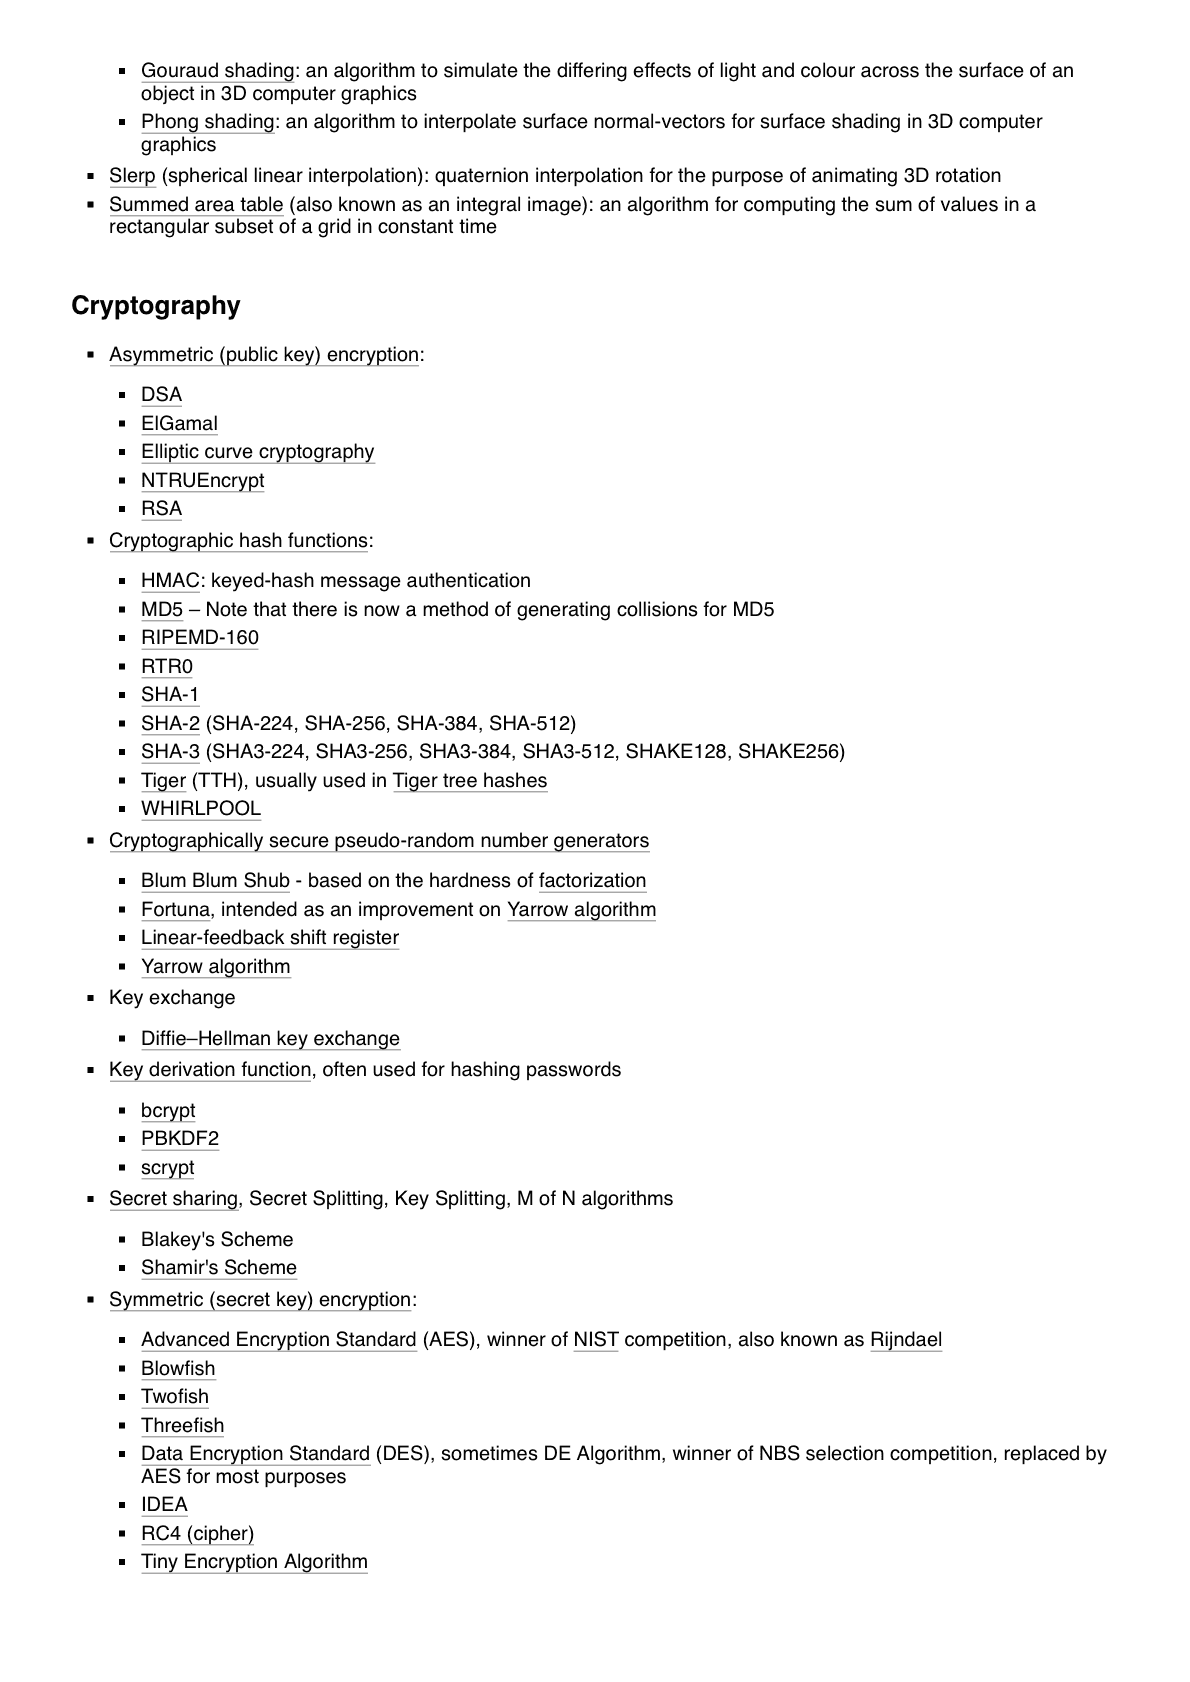 Gouraud shading: an algorithm to simulate the differing effects of light and colour across the surface of an
object in 3D computer graphics
Phong shading: an algorithm to interpolate surface normal-vectors for surface shading in 3D computer
graphics
Slerp (spherical linear interpolation): quaternion interpolation for the purpose of animating 3D rotation
Summed area table (also known as an integral image): an algorithm for computing the sum of values in a
rectangular subset of a grid in constant time
Cryptography
Asymmetric (public key) encryption:
DSA
ElGamal
Elliptic curve cryptography
NTRUEncrypt
RSA
Cryptographic hash functions:
HMAC: keyed-hash message authentication
MD5 – Note that there is now a method of generating collisions for MD5
RIPEMD-160
RTR0
SHA-1
SHA-2 (SHA-224, SHA-256, SHA-384, SHA-512)
SHA-3 (SHA3-224, SHA3-256, SHA3-384, SHA3-512, SHAKE128, SHAKE256)
Tiger (TTH), usually used in Tiger tree hashes
WHIRLPOOL
Cryptographically secure pseudo-random number generators
Blum Blum Shub - based on the hardness of factorization
Fortuna, intended as an improvement on Yarrow algorithm
Linear-feedback shift register
Yarrow algorithm
Key exchange
Diffie–Hellman key exchange
Key derivation function, often used for hashing passwords
bcrypt
PBKDF2
scrypt
Secret sharing, Secret Splitting, Key Splitting, M of N algorithms
Blakey's Scheme
Shamir's Scheme
Symmetric (secret key) encryption:
Advanced Encryption Standard (AES), winner of NIST competition, also known as Rijndael
Blowfish
Twofish
Threefish
Data Encryption Standard (DES), sometimes DE Algorithm, winner of NBS selection competition, replaced by
AES for most purposes
IDEA
RC4 (cipher)
Tiny Encryption Algorithm